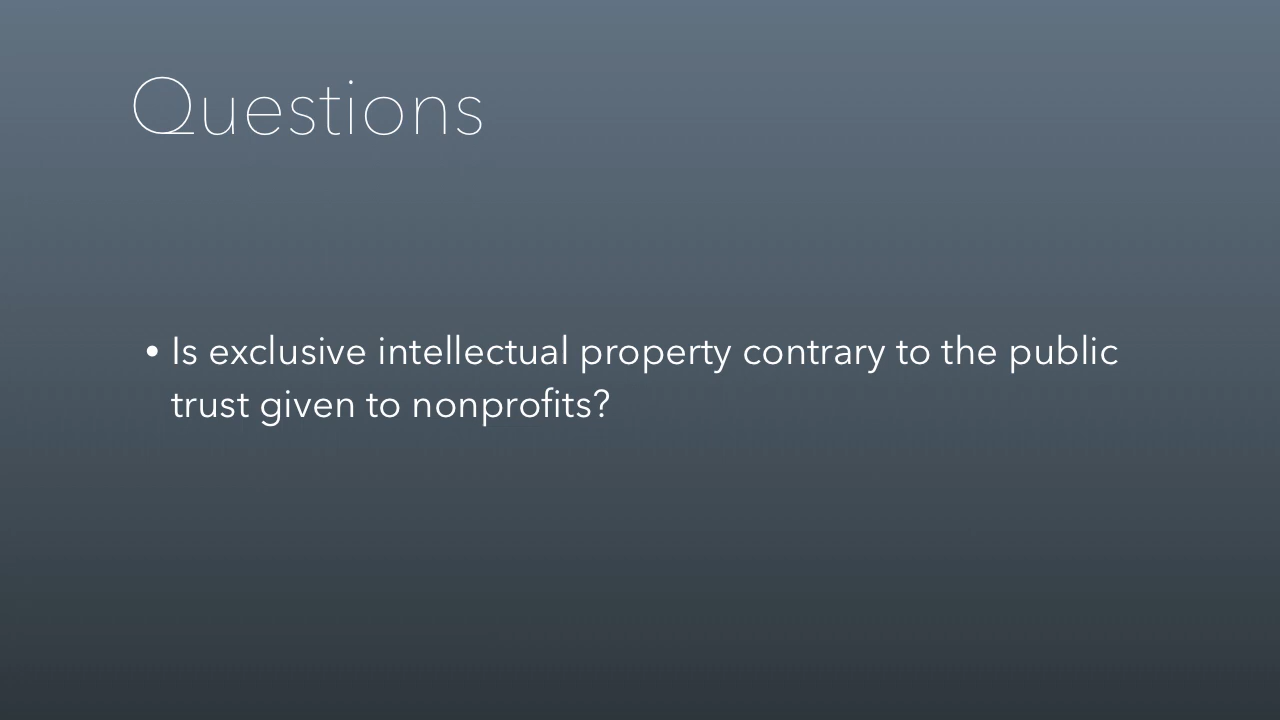 Questions
• Is exclusive intellectual property contrary to the public
trust given to nonprofits?